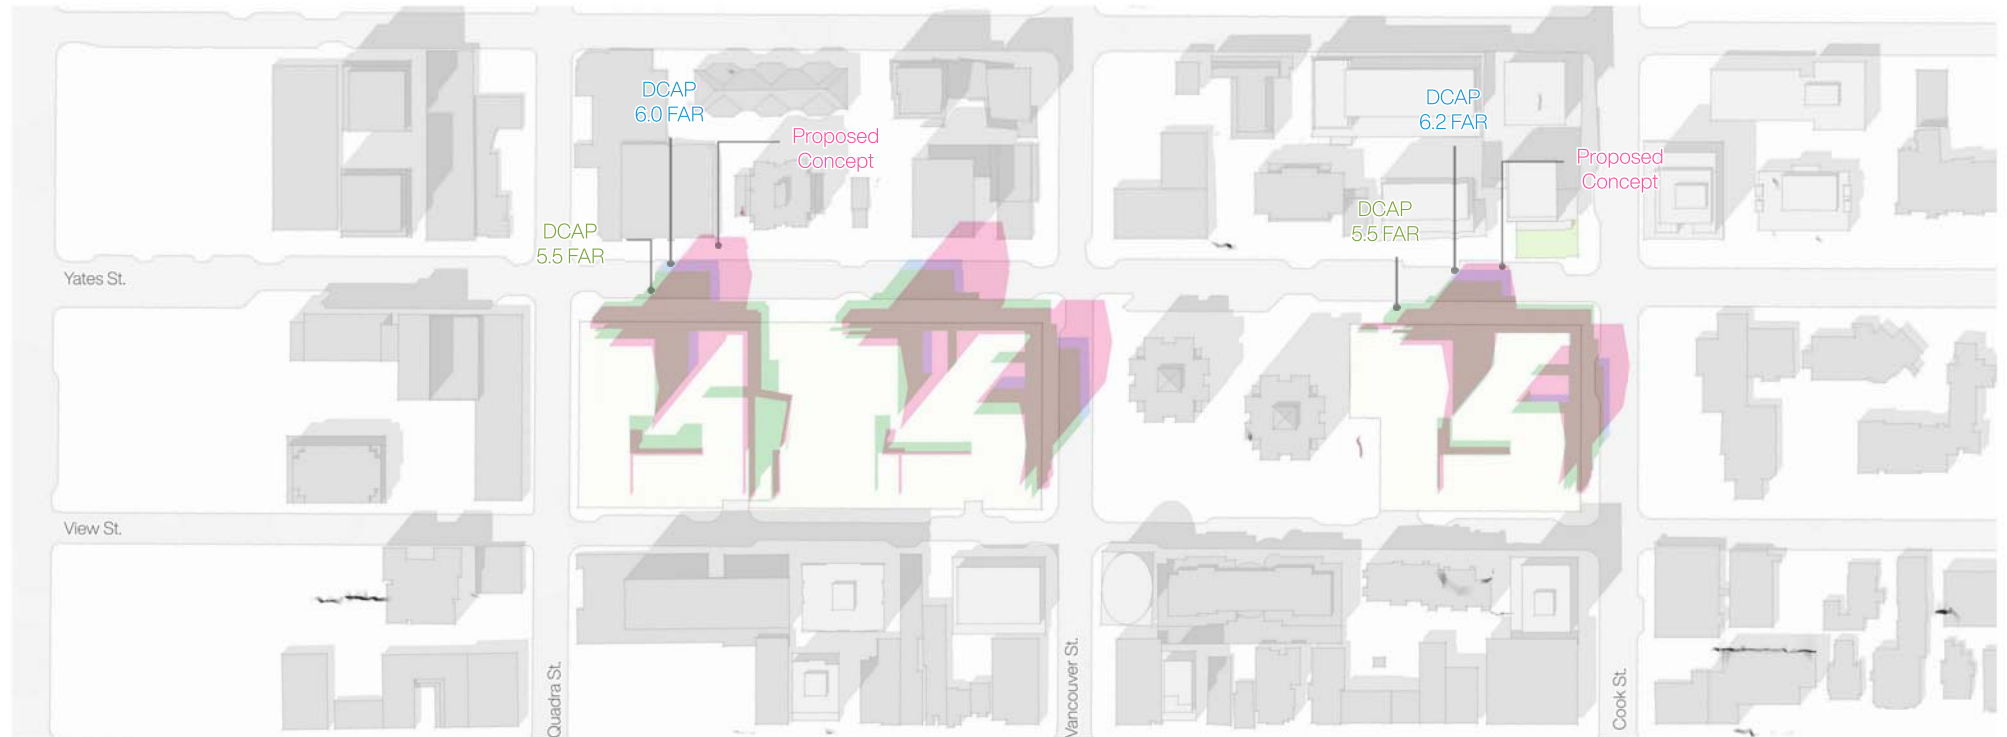 DCAP
6.0 FAR
DCAP
6.2 FAR
Proposed
Concept
Proposed
Concept
DCAP
5.5 FAR
DCAP
5.5 FAR
Yates St.
View St.
Quadra St.
Vancouver St.
Cook St.